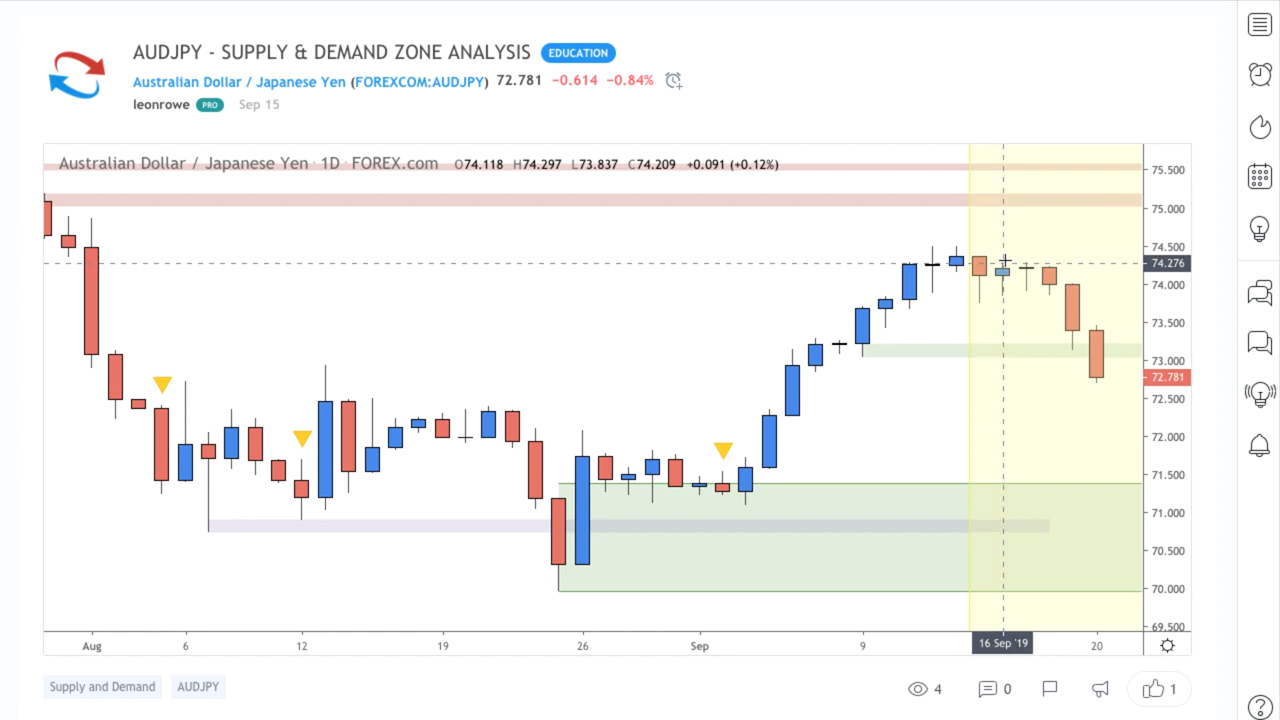 AUDJPY - SUPPLY & DEMAND ZONE ANALYSIS EDUCATION
Australian Dollar / Japanese Yen (FOREXCOM:AUDJPY) 72.781 −0.614 −0.84%
leonrowe PRO Sep 15
Australian Dollar / Japanese Yen · 1D · FOREX.com O74.118 H74.297 L73.837 C74.209 +0.091 (+0.12%)
75.500
75.000
74.500
74.276
74.000
73.500
73.000
72.781
72.500
72.000
71.500
71.000
70.500
70.000
69.500
Aug 6 12 19 26 Sep 9 16 Sep '19 20
Supply and Demand AUDJPY 4 0 1